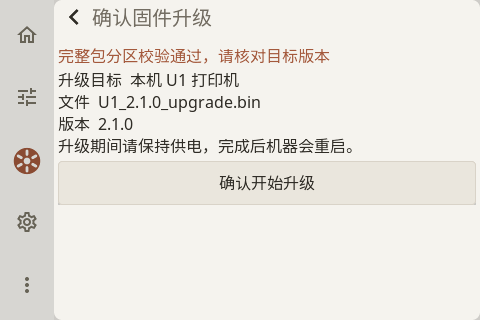 确认固件升级
完整包分区校验通过，请核对目标版本
升级目标 本机 U1 打印机
文件 U1_2.1.0_upgrade.bin
版本 2.1.0
升级期间请保持供电，完成后机器会重启。
确认开始升级